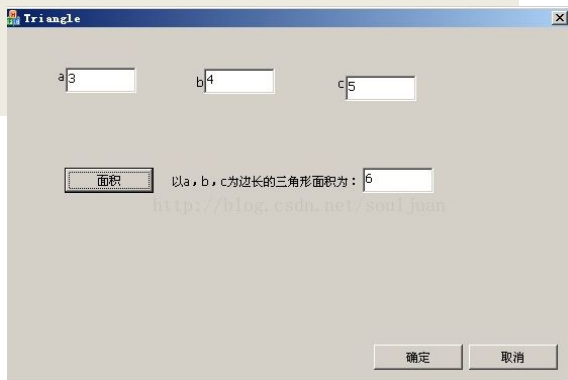 Triangle
a 3 b 4 c 5
面积 以a，b，c为边长的三角形面积为： 6
http://blog.csdn.net/souljuan
确定 取消